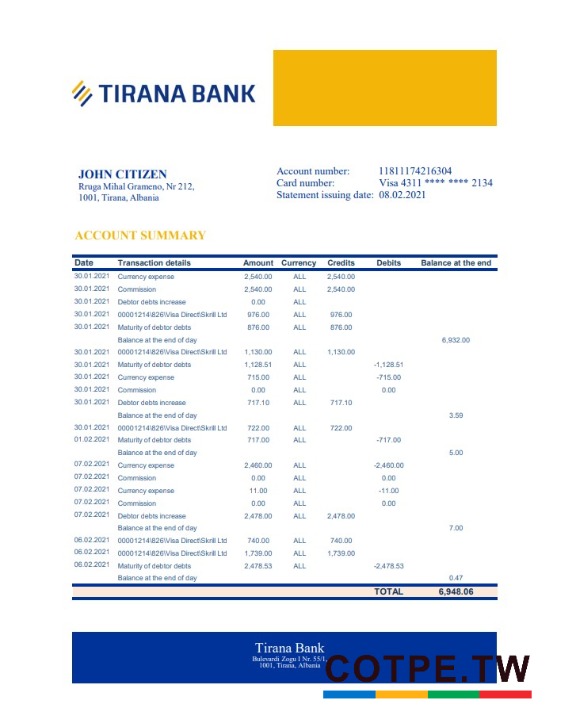 TIRANA BANK
JOHN CITIZEN
Rruga Mihal Grameno, Nr 212,
1001, Tirana, Albania
Account number: 11811174216304
Card number: Visa 4311 **** **** 2134
Statement issuing date: 08.02.2021
ACCOUNT SUMMARY
Date Transaction details Amount Currency Credits Debits Balance at the end
30.01.2021 Currency expense 2,540.00 ALL 2,540.00
30.01.2021 Commission 2,540.00 ALL 2,540.00
30.01.2021 Debtor debts increase 0.00 ALL
30.01.2021 00001214\826\Visa Direct\Skrill Ltd 976.00 ALL 976.00
30.01.2021 Maturity of debtor debts 876.00 ALL 876.00
Balance at the end of day 6,932.00
30.01.2021 00001214\826\Visa Direct\Skrill Ltd 1,130.00 ALL 1,130.00
30.01.2021 Maturity of debtor debts 1,128.51 ALL -1,128.51
30.01.2021 Currency expense 715.00 ALL -715.00
30.01.2021 Commission 0.00 ALL 0.00
30.01.2021 Debtor debts increase 717.10 ALL 717.10
Balance at the end of day 3.59
30.01.2021 00001214\826\Visa Direct\Skrill Ltd 722.00 ALL 722.00
01.02.2021 Maturity of debtor debts 717.00 ALL -717.00
Balance at the end of day 5.00
07.02.2021 Currency expense 2,460.00 ALL -2,460.00
07.02.2021 Commission 0.00 ALL 0.00
07.02.2021 Currency expense 11.00 ALL -11.00
07.02.2021 Commission 0.00 ALL 0.00
07.02.2021 Debtor debts increase 2,478.00 ALL 2,478.00
Balance at the end of day 7.00
06.02.2021 00001214\826\Visa Direct\Skrill Ltd 740.00 ALL 740.00
06.02.2021 00001214\826\Visa Direct\Skrill Ltd 1,739.00 ALL 1,739.00
06.02.2021 Maturity of debtor debts 2,478.53 ALL -2,478.53
Balance at the end of day 0.47
TOTAL 6,948.06
Tirana Bank
Bulevardi Zogu I Nr. 55/1,
1001, Tirana, Albania
COTPE.TW